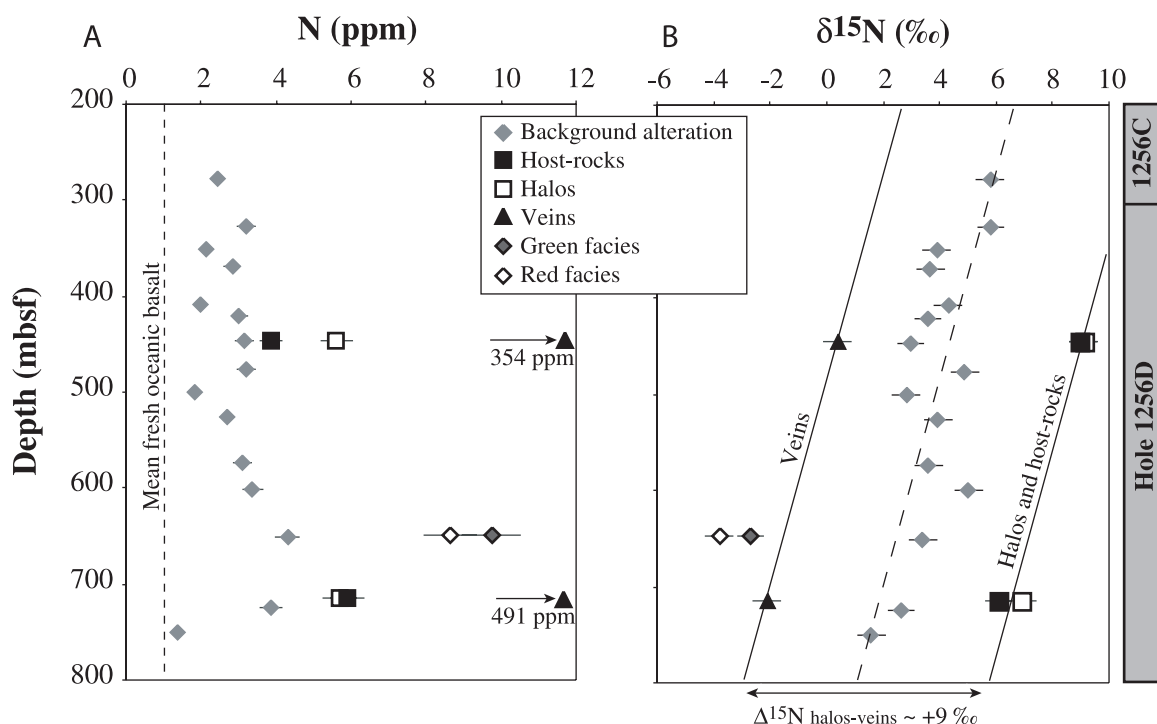 A
N (ppm)
0 2 4 6 8 10 12
B
δ¹⁵N (‰)
-6 -4 -2 0 2 4 6 8 10
Depth (mbsf)
200
300
400
500
600
700
800
Mean fresh oceanic basalt
Background alteration
Host-rocks
Halos
Veins
Green facies
Red facies
354 ppm
491 ppm
Veins
Halos and host-rocks
Δ¹⁵N halos-veins ~ +9 ‰
1256C
Hole 1256D